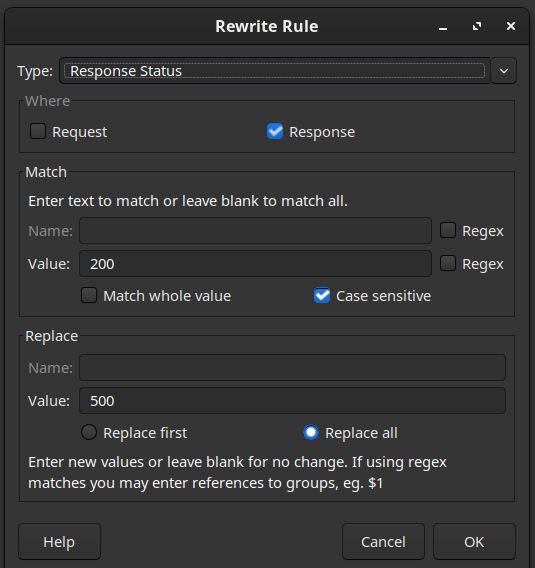 Rewrite Rule
Type: Response Status
Where
Request Response
Match
Enter text to match or leave blank to match all.
Name: Regex
Value: 200 Regex
Match whole value Case sensitive
Replace
Name:
Value: 500
Replace first Replace all
Enter new values or leave blank for no change. If using regex
matches you may enter references to groups, eg. $1
Help Cancel OK